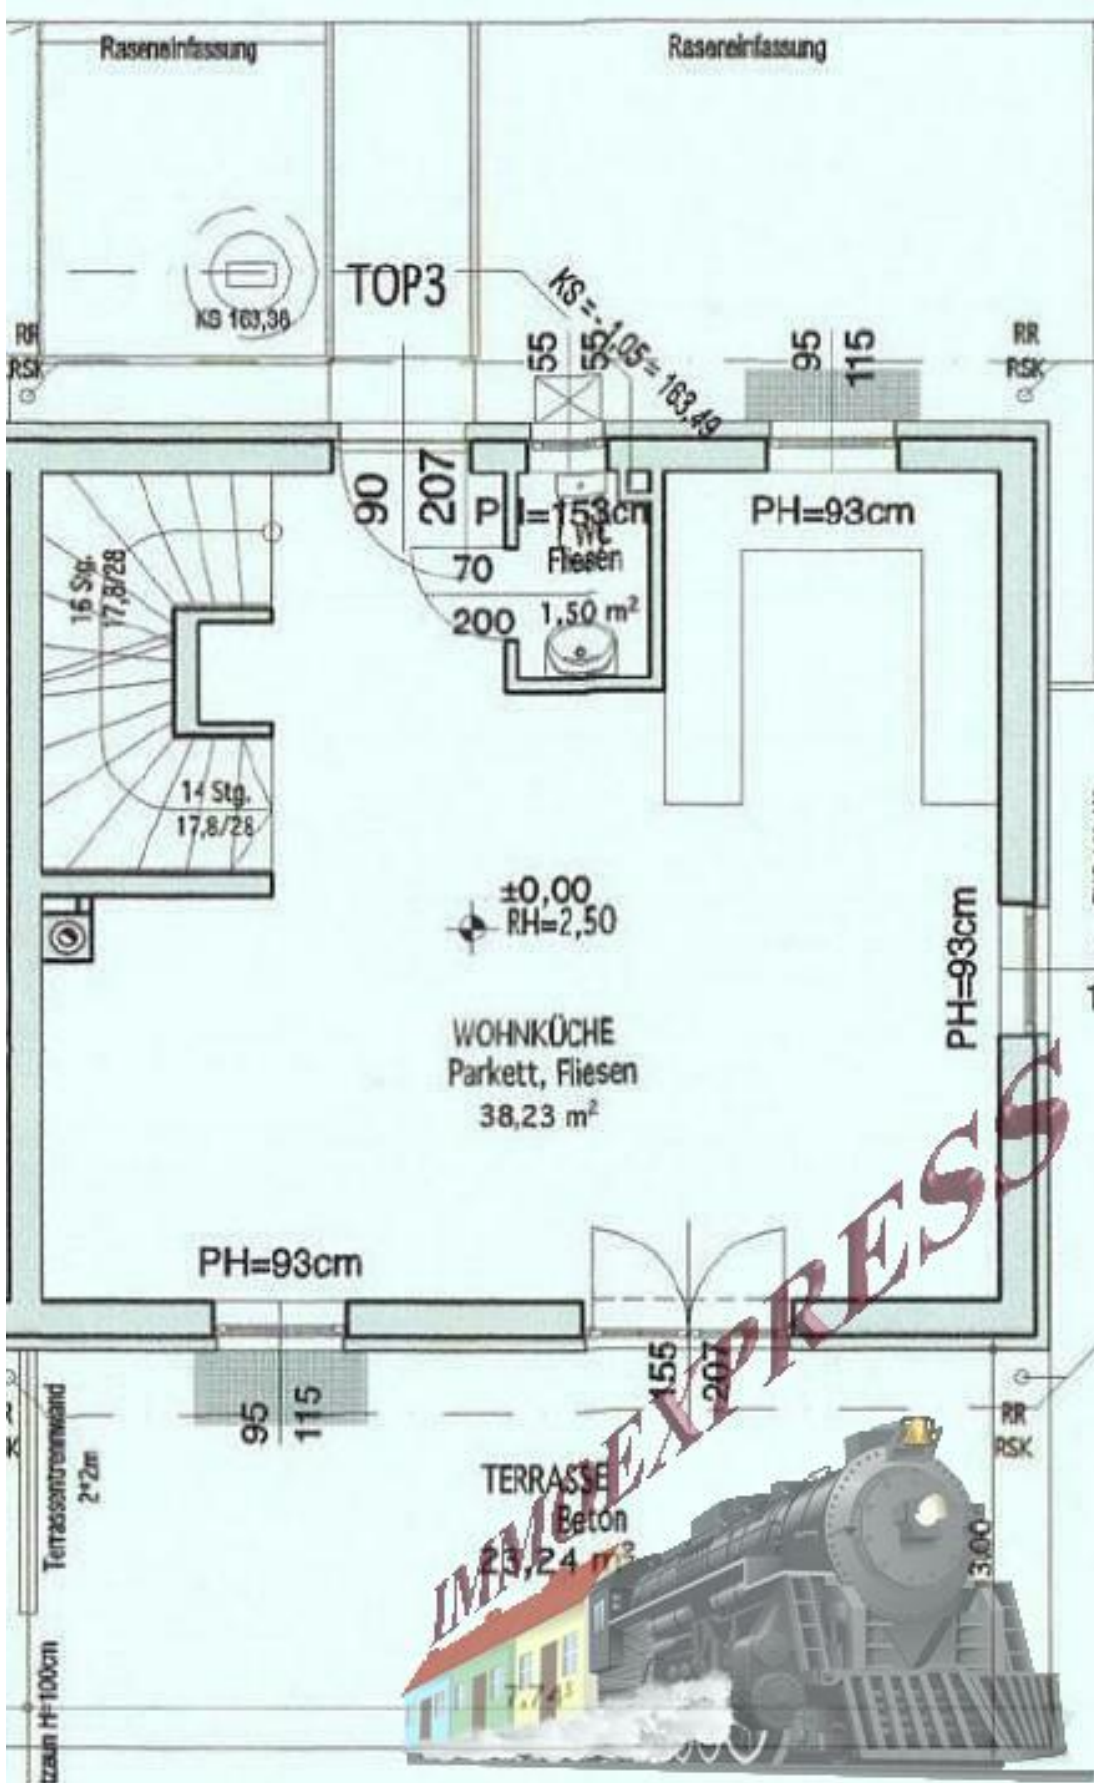 Raseneinfassung
Rasereinfassung
TOP3
KS 163,36
KS = - 1,05 = 163,49
RR
RSK
RR
RSK
55
55
95
115
90
207
PH=153cm
PH=93cm
WC
Fliesen
1,50 m²
70
200
16 Stg.
17,8/28
14 Stg.
17,8/28
±0,00
RH=2,50
PH=93cm
WOHNKÜCHE
Parkett, Fliesen
38,23 m²
PH=93cm
95
115
155
207
RR
RSK
Terrassentrennwand
2*2m
TERRASSE
Beton
23,24 m²
3.00
H=100cm
IMMOEXPRESS